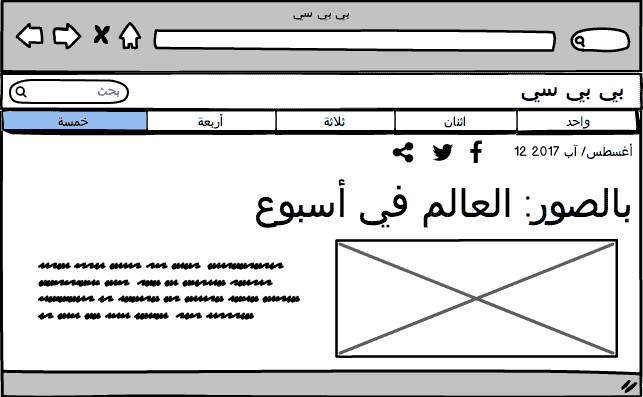 بي بي سي
بي بي سي
بحث
واحد
اثنان
ثلاثة
أربعة
خمسة
أغسطس/ آب 2017 12
بالصور: العالم في أسبوع